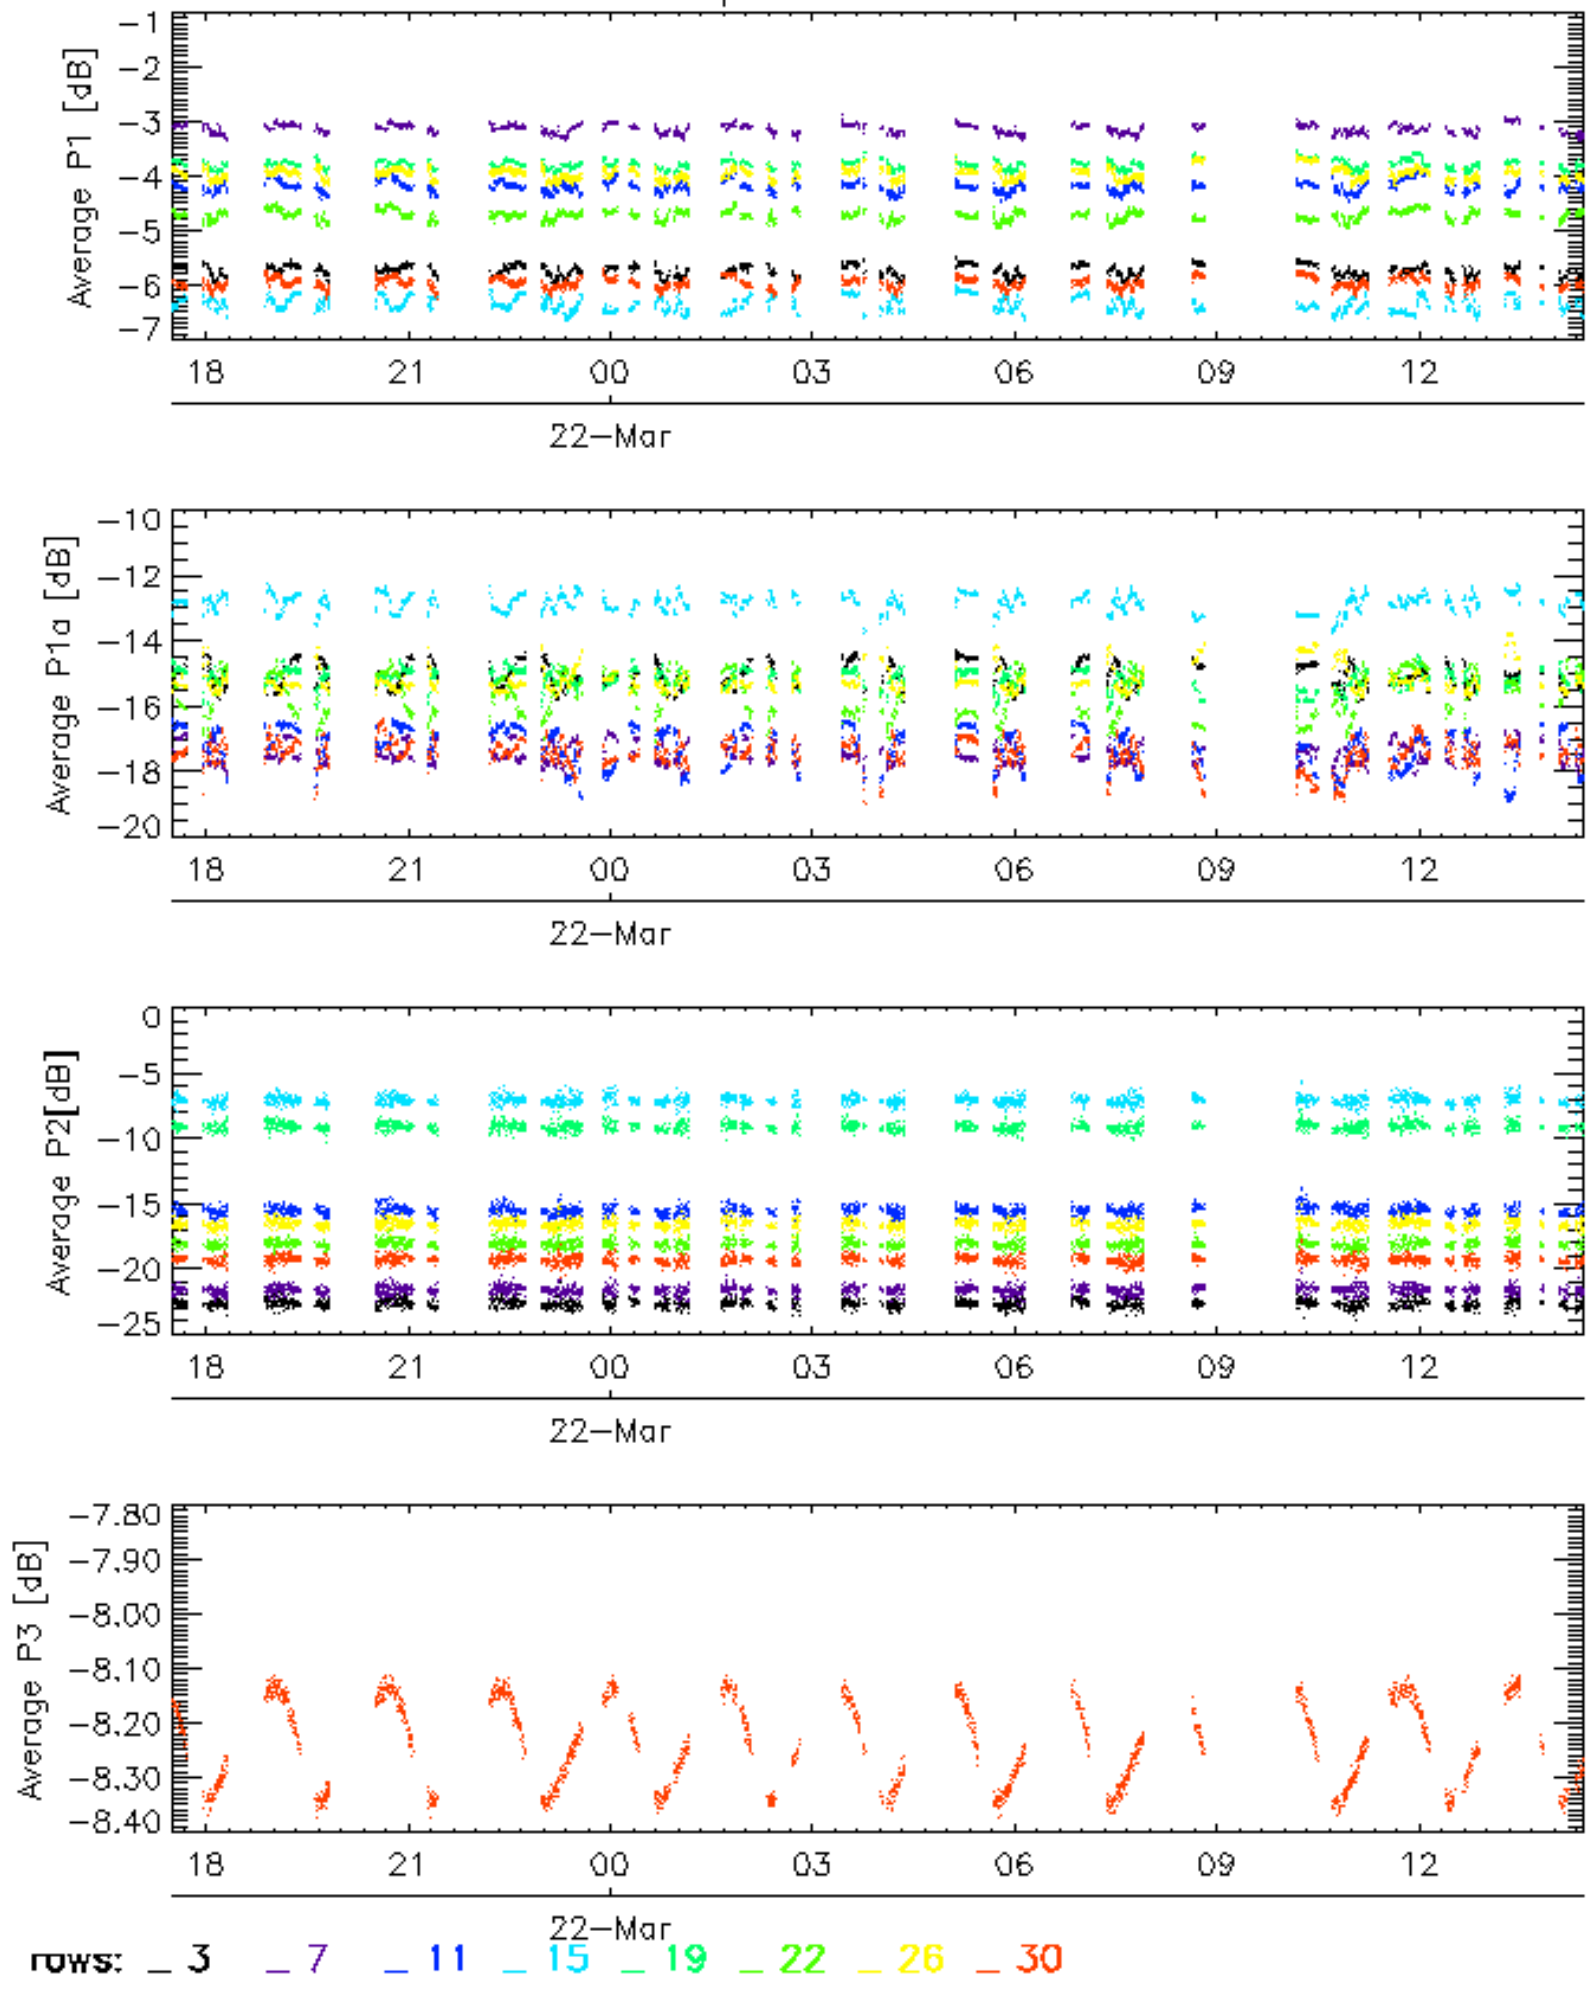 Average P1 [dB]
−1
−2
−3
−4
−5
−6
−7
18 21 00 03 06 09 12
22−Mar
Average P1a [dB]
−10
−12
−14
−16
−18
−20
18 21 00 03 06 09 12
22−Mar
Average P2[dB]
0
−5
−10
−15
−20
−25
18 21 00 03 06 09 12
22−Mar
Average P3 [dB]
−7.80
−7.90
−8.00
−8.10
−8.20
−8.30
−8.40
18 21 00 03 06 09 12
22−Mar
rows: _ 3 _ 7 _ 11 _ 15 _ 19 _ 22 _ 26 _ 30